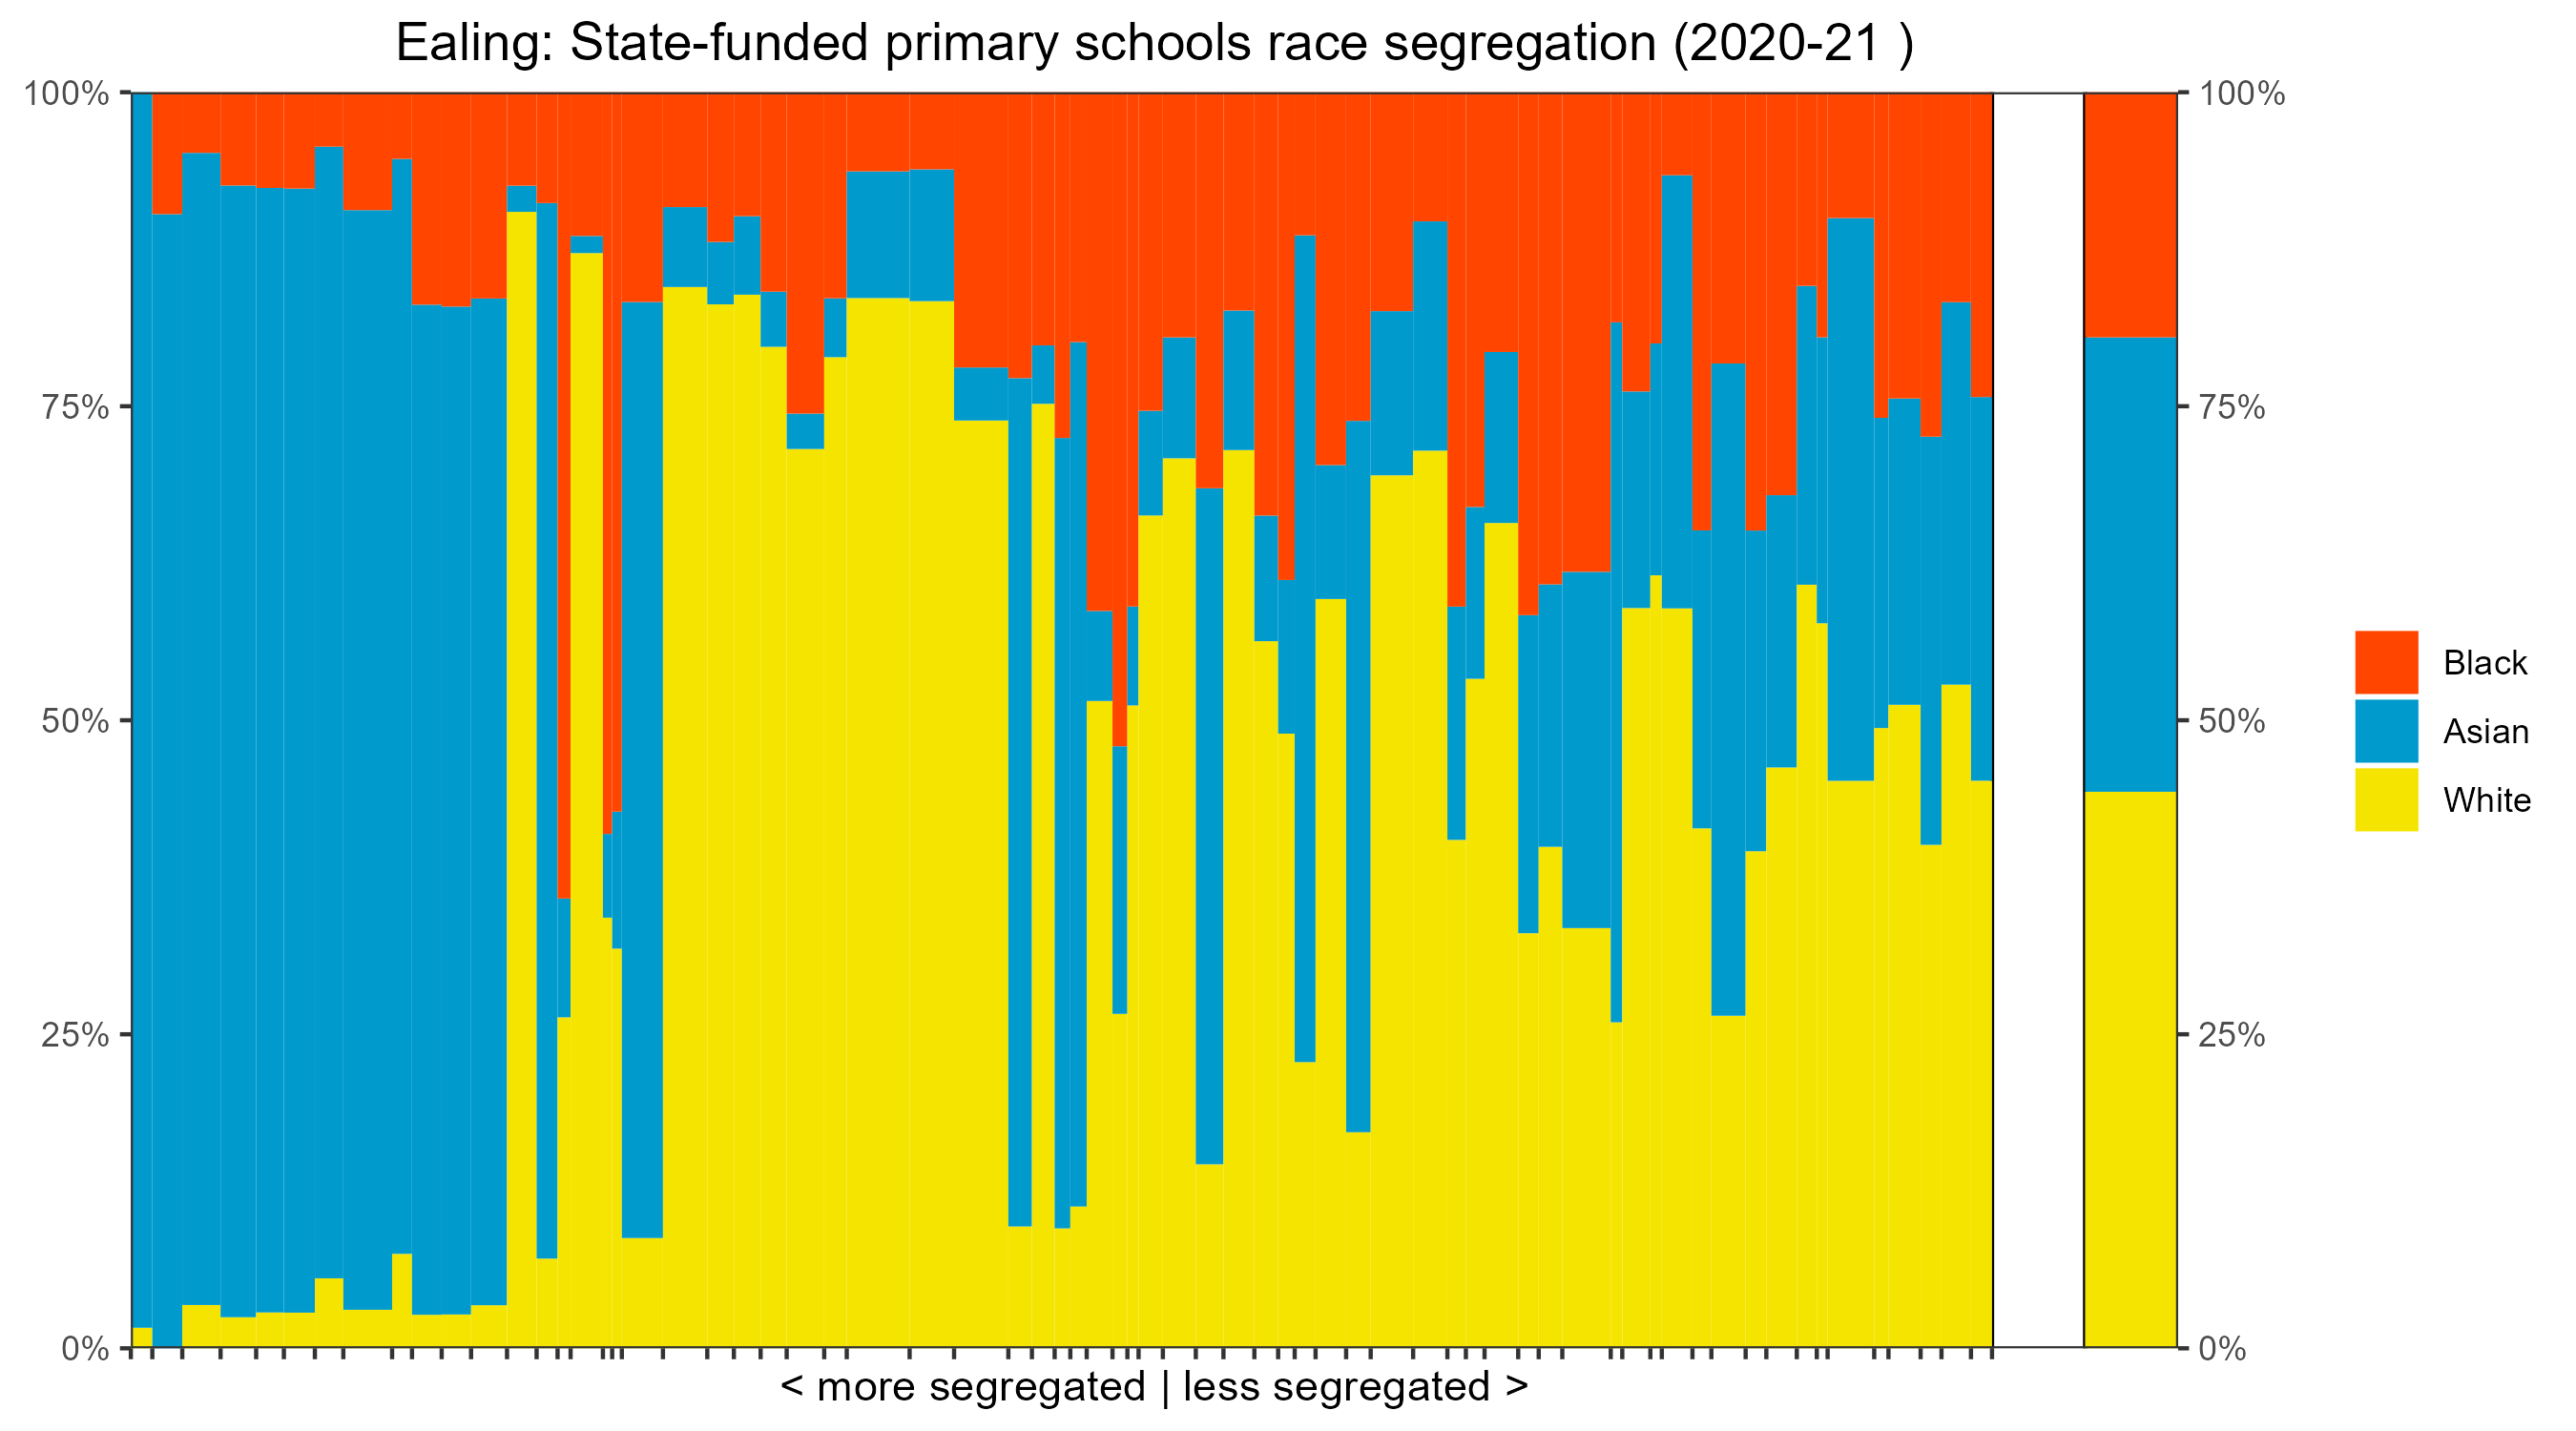 Ealing: State-funded primary schools race segregation (2020-21 )
100%
75%
50%
25%
0%
100%
75%
50%
25%
0%
Black
Asian
White
< more segregated | less segregated >